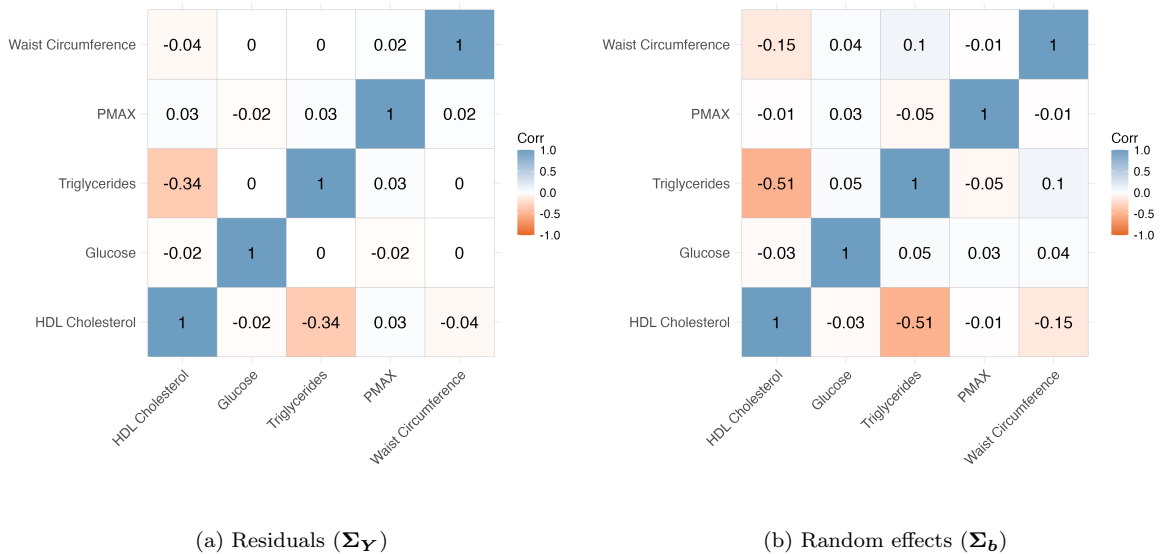 Waist Circumference -0.04 0 0 0.02 1
PMAX 0.03 -0.02 0.03 1 0.02
Triglycerides -0.34 0 1 0.03 0
Glucose -0.02 1 0 -0.02 0
HDL Cholesterol 1 -0.02 -0.34 0.03 -0.04
HDL Cholesterol Glucose Triglycerides PMAX Waist Circumference
Corr
1.0
0.5
0.0
-0.5
-1.0
(a) Residuals (Σ_Y)
Waist Circumference -0.15 0.04 0.1 -0.01 1
PMAX -0.01 0.03 -0.05 1 -0.01
Triglycerides -0.51 0.05 1 -0.05 0.1
Glucose -0.03 1 0.05 0.03 0.04
HDL Cholesterol 1 -0.03 -0.51 -0.01 -0.15
HDL Cholesterol Glucose Triglycerides PMAX Waist Circumference
Corr
1.0
0.5
0.0
-0.5
-1.0
(b) Random effects (Σ_b)